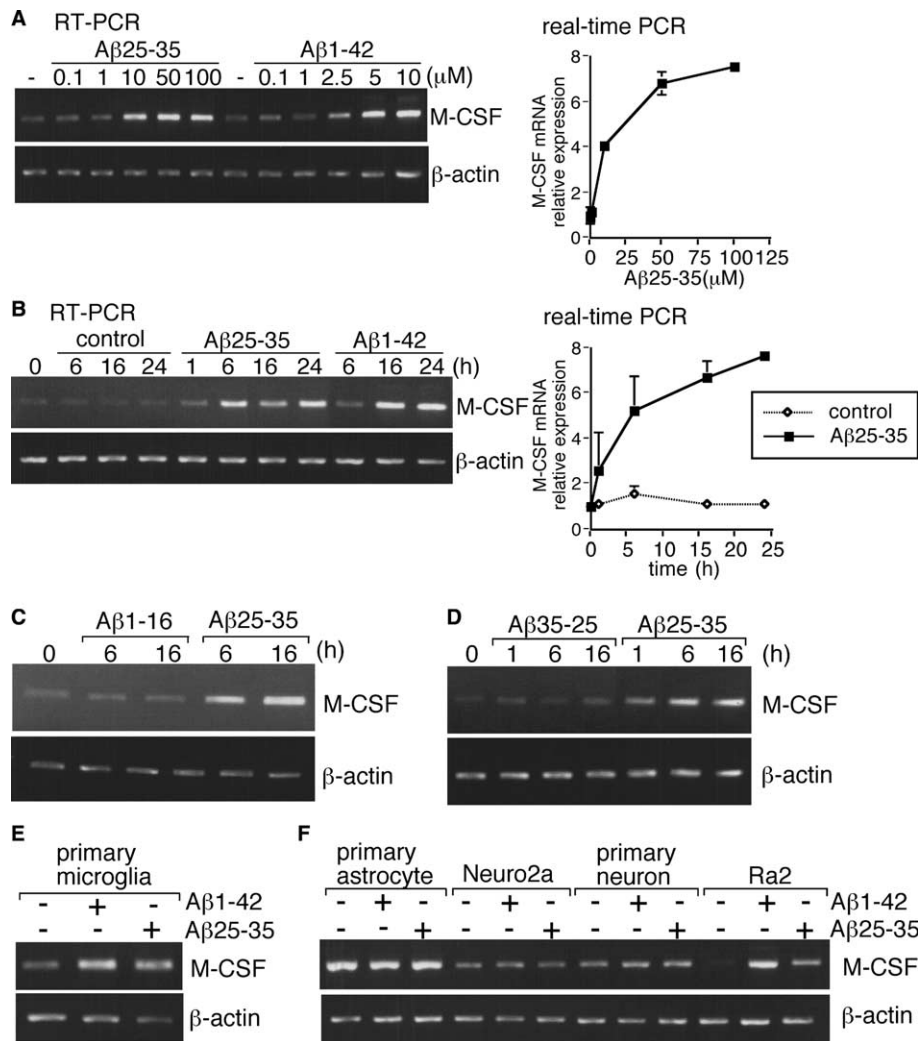 A
RT-PCR
Aβ25-35 Aβ1-42
- 0.1 1 10 50 100 - 0.1 1 2.5 5 10 (μM)
M-CSF
β-actin
real-time PCR
M-CSF mRNA
relative expression
8
6
4
2
0
0 25 50 75 100 125
Aβ25-35(μM)
B
RT-PCR
control Aβ25-35 Aβ1-42
0 6 16 24 1 6 16 24 6 16 24 (h)
M-CSF
β-actin
real-time PCR
M-CSF mRNA
relative expression
8
6
4
2
0
0 5 10 15 20 25
time (h)
control
Aβ25-35
C
Aβ1-16 Aβ25-35
0 6 16 6 16 (h)
M-CSF
β-actin
D
Aβ35-25 Aβ25-35
0 1 6 16 1 6 16 (h)
M-CSF
β-actin
E
primary
microglia
- + - Aβ1-42
- - + Aβ25-35
M-CSF
β-actin
F
primary
astrocyte Neuro2a primary
neuron Ra2
- + - - + - - + - - + - Aβ1-42
- - + - - + - - + - - + Aβ25-35
M-CSF
β-actin